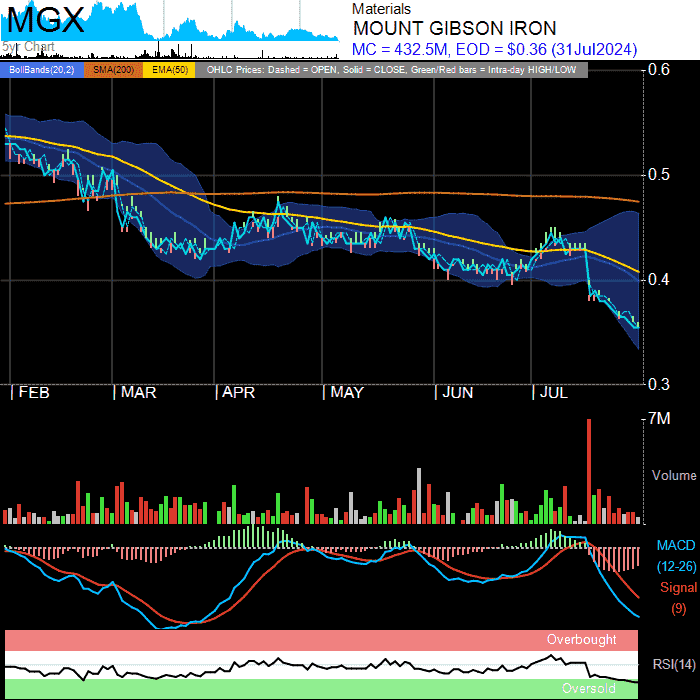 MGX
5yr Chart
Materials
MOUNT GIBSON IRON
MC = 432.5M, EOD = $0.36 (31Jul2024)
BollBands(20,2) SMA(200) EMA(50) OHLC Prices: Dashed = OPEN, Solid = CLOSE, Green/Red bars = Intra-day HIGH/LOW
0.6
0.5
0.4
0.3
FEB MAR APR MAY JUN JUL
7M
Volume
MACD
(12-26)
Signal
(9)
Overbought
RSI(14)
Oversold